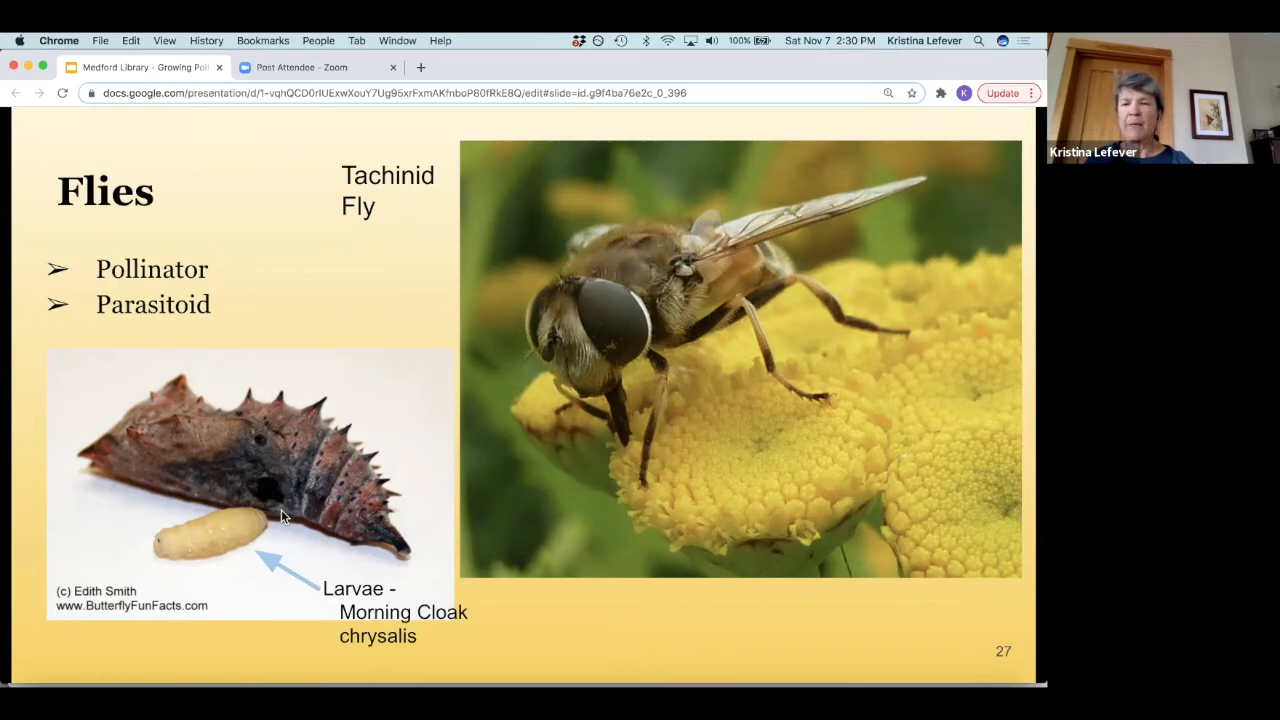 Chrome File Edit View History Bookmarks People Tab Window Help 100% Sat Nov 7 2:30 PM Kristina Lefever
Medford Library - Growing Poll Post Attendee - Zoom
docs.google.com/presentation/d/1-vqhQCD0rIUExwXouY7Ug95xrFxmAKfnboP80fRkE8Q/edit#slide=id.g9f4ba76e2c_0_396 K Update
Kristina Lefever
Flies
Tachinid
Fly
➢ Pollinator
➢ Parasitoid
(c) Edith Smith
www.ButterflyFunFacts.com
Larvae -
Morning Cloak
chrysalis
27